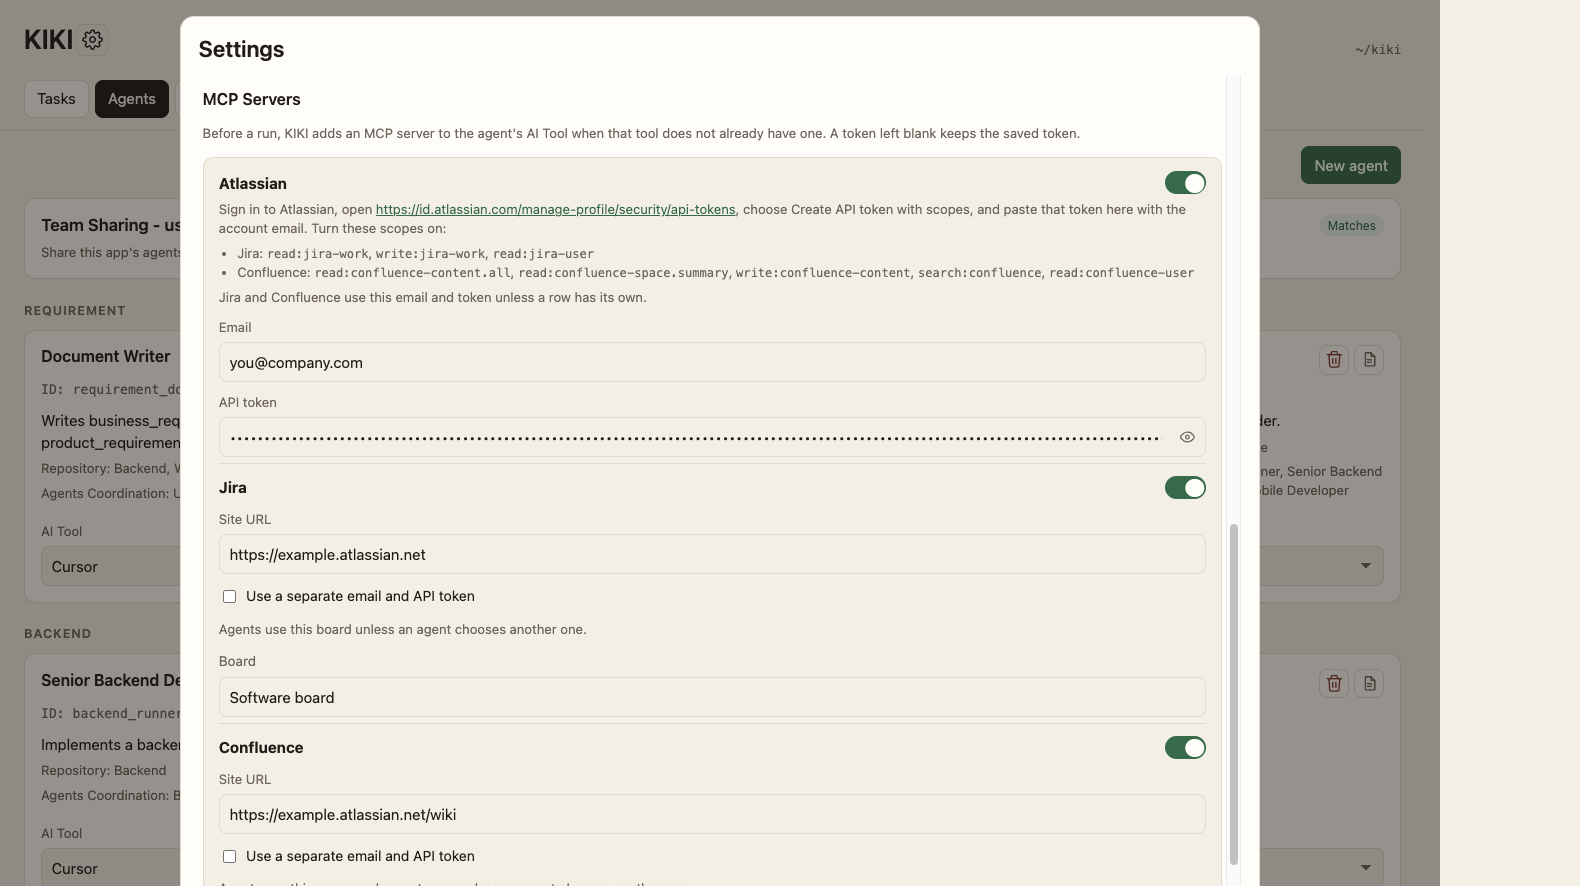 KIKI
~/kiki
Tasks
Agents
New agent
Team Sharing - us
Share this app's agents
Matches
REQUIREMENT
Document Writer
ID: requirement_do
Writes business_req
product_requiremen
Repository: Backend, W
Agents Coordination: U
AI Tool
Cursor
der.
e
ner, Senior Backend
bile Developer
BACKEND
Senior Backend De
ID: backend_runner
Implements a backe
Repository: Backend
Agents Coordination: B
AI Tool
Cursor
Settings
MCP Servers
Before a run, KIKI adds an MCP server to the agent's AI Tool when that tool does not already have one. A token left blank keeps the saved token.
Atlassian
Sign in to Atlassian, open https://id.atlassian.com/manage-profile/security/api-tokens, choose Create API token with scopes, and paste that token here with the
account email. Turn these scopes on:
• Jira: read:jira-work, write:jira-work, read:jira-user
• Confluence: read:confluence-content.all, read:confluence-space.summary, write:confluence-content, search:confluence, read:confluence-user
Jira and Confluence use this email and token unless a row has its own.
Email
you@company.com
API token
Jira
Site URL
https://example.atlassian.net
Use a separate email and API token
Agents use this board unless an agent chooses another one.
Board
Software board
Confluence
Site URL
https://example.atlassian.net/wiki
Use a separate email and API token